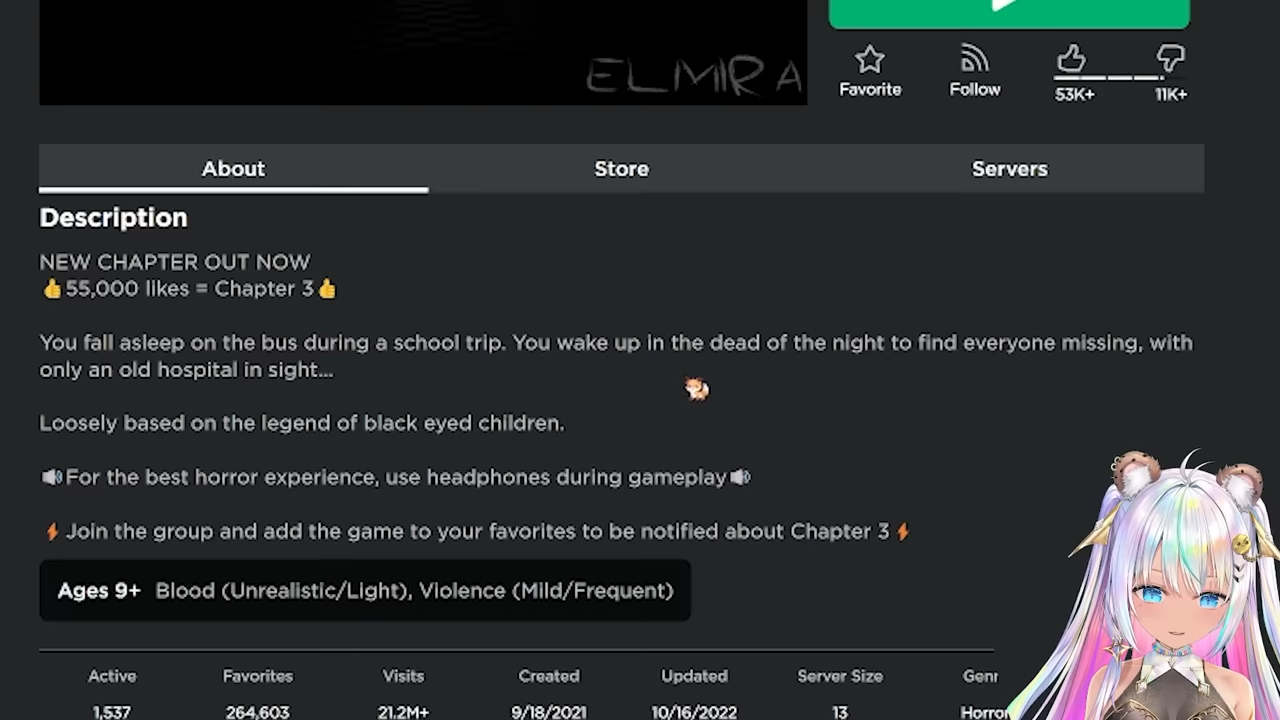 ELMIRA
Favorite Follow 53K+ 11K+
About Store Servers
Description
NEW CHAPTER OUT NOW
👍55,000 likes = Chapter 3👍
You fall asleep on the bus during a school trip. You wake up in the dead of the night to find everyone missing, with
only an old hospital in sight...
Loosely based on the legend of black eyed children.
🔊For the best horror experience, use headphones during gameplay🔊
⚡Join the group and add the game to your favorites to be notified about Chapter 3⚡
Ages 9+ Blood (Unrealistic/Light), Violence (Mild/Frequent)
Active Favorites Visits Created Updated Server Size Genr
1,537 264,603 21.2M+ 9/18/2021 10/16/2022 13 Horror